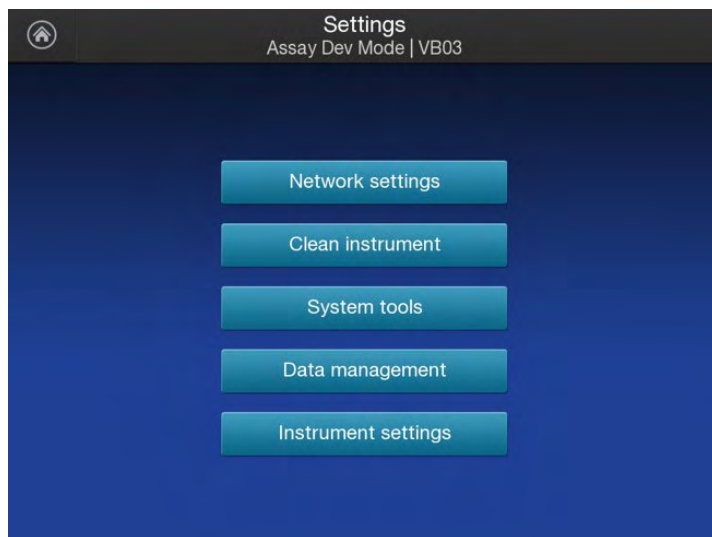 Settings
Assay Dev Mode | VB03
Network settings
Clean instrument
System tools
Data management
Instrument settings